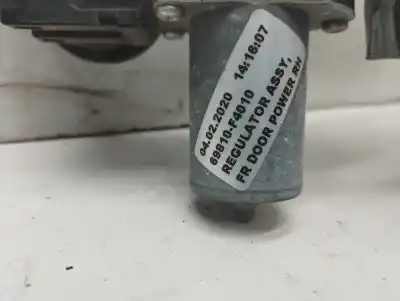 04.02.2020 14:16:07
69810-F4010
REGULATOR ASSY,
FR DOOR POWER RH